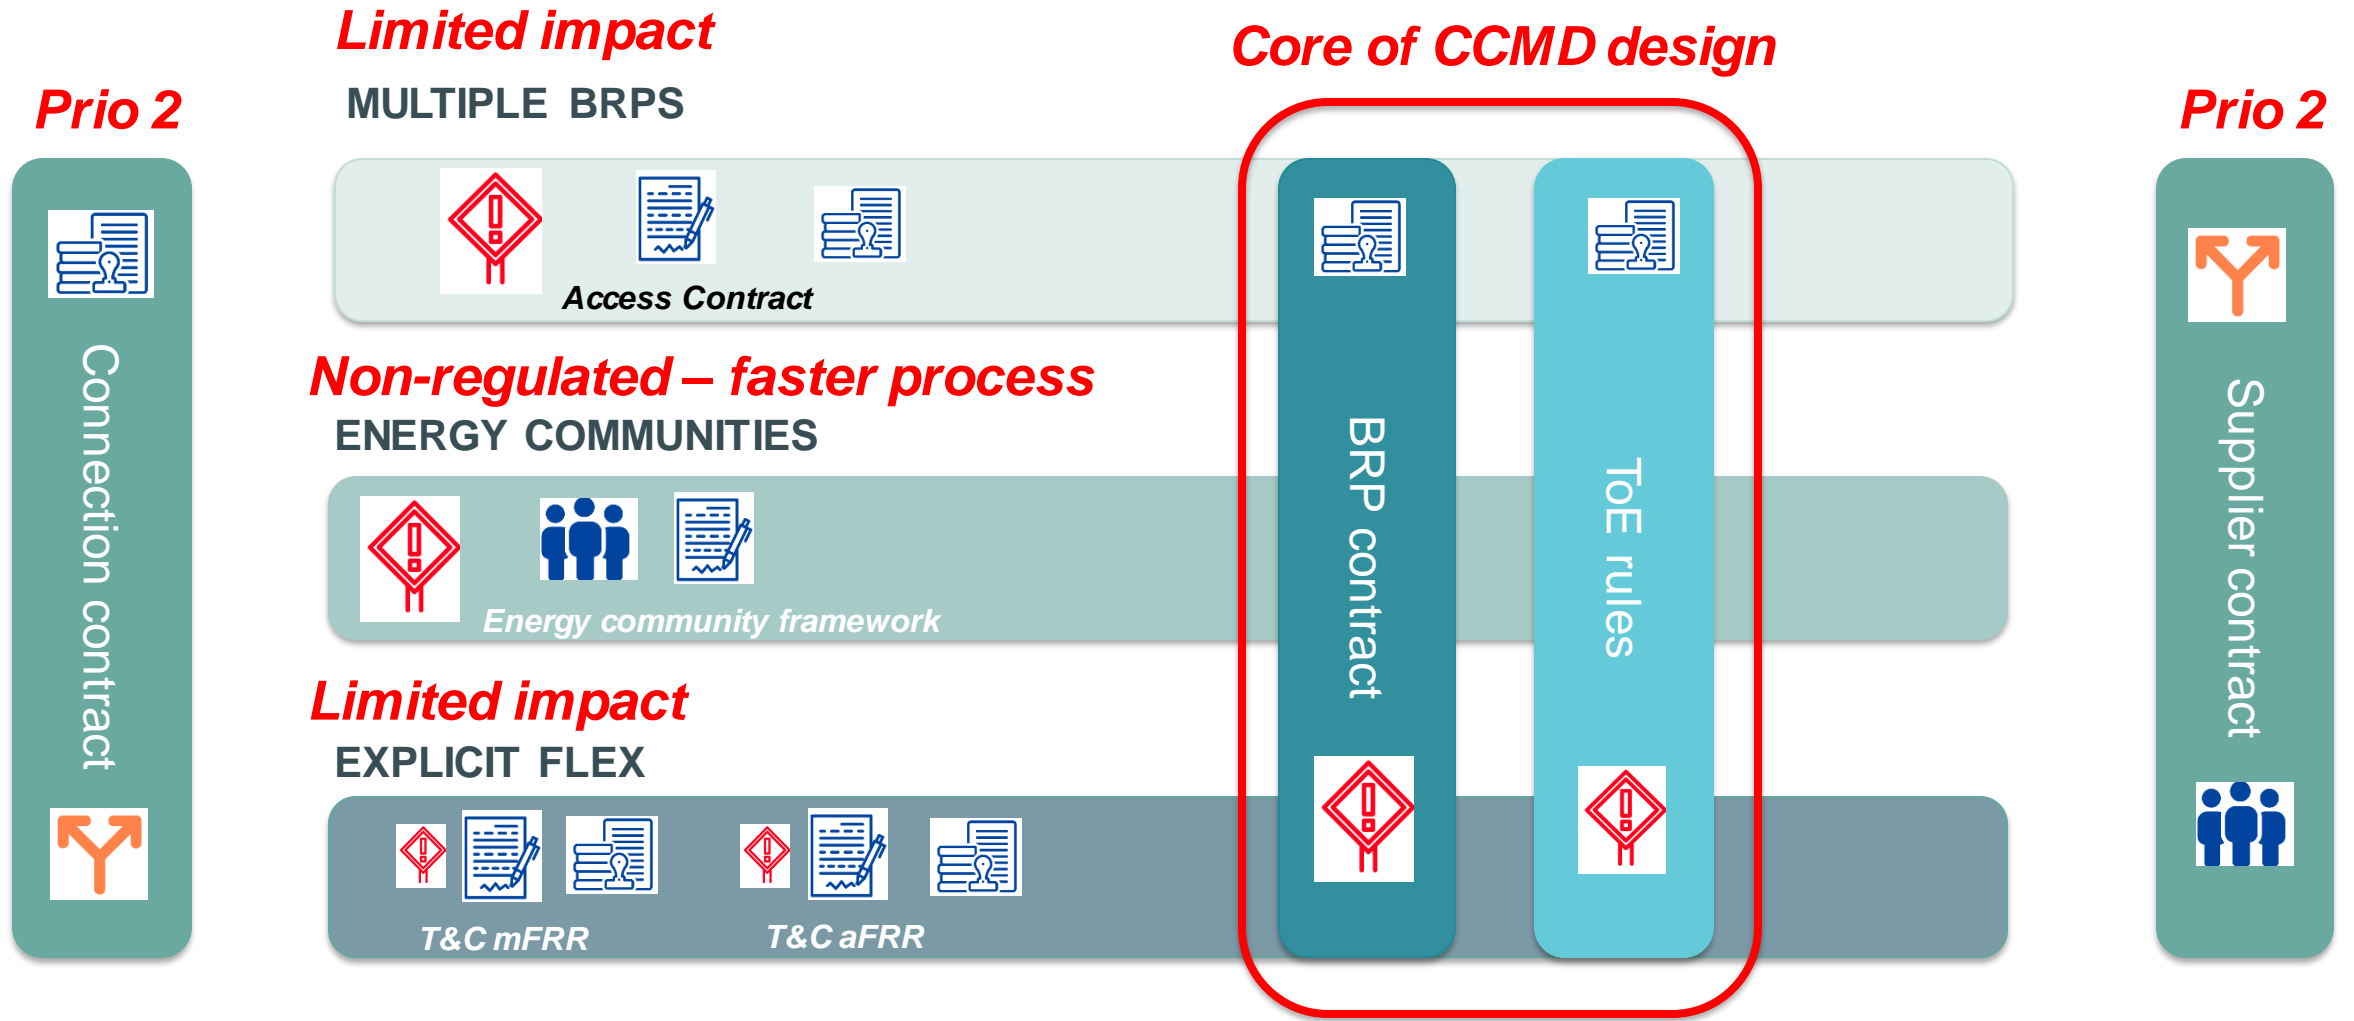 Limited impact
Core of CCMD design
MULTIPLE BRPS
Prio 2
Prio 2
Access Contract
Connection contract
Non-regulated – faster process
ENERGY COMMUNITIES
BRP contract
ToE rules
Supplier contract
Energy community framework
Limited impact
EXPLICIT FLEX
T&C mFRR
T&C aFRR